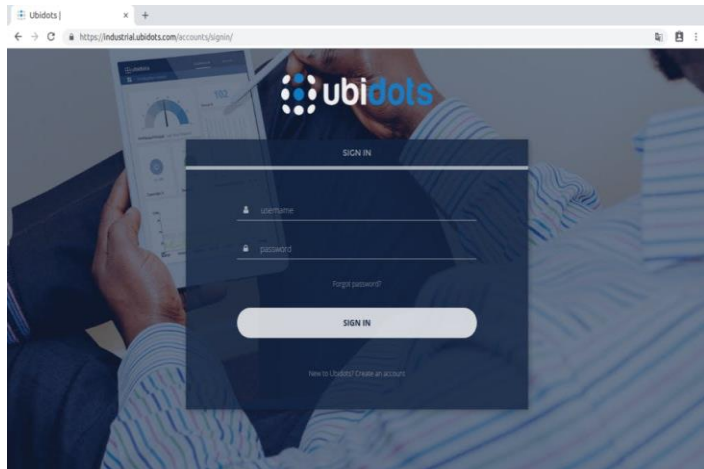 Ubidots |
https://industrial.ubidots.com/accounts/signin/
ubidots
SIGN IN
username
password
Forgot password?
SIGN IN
New to Ubidots? Create an account
102